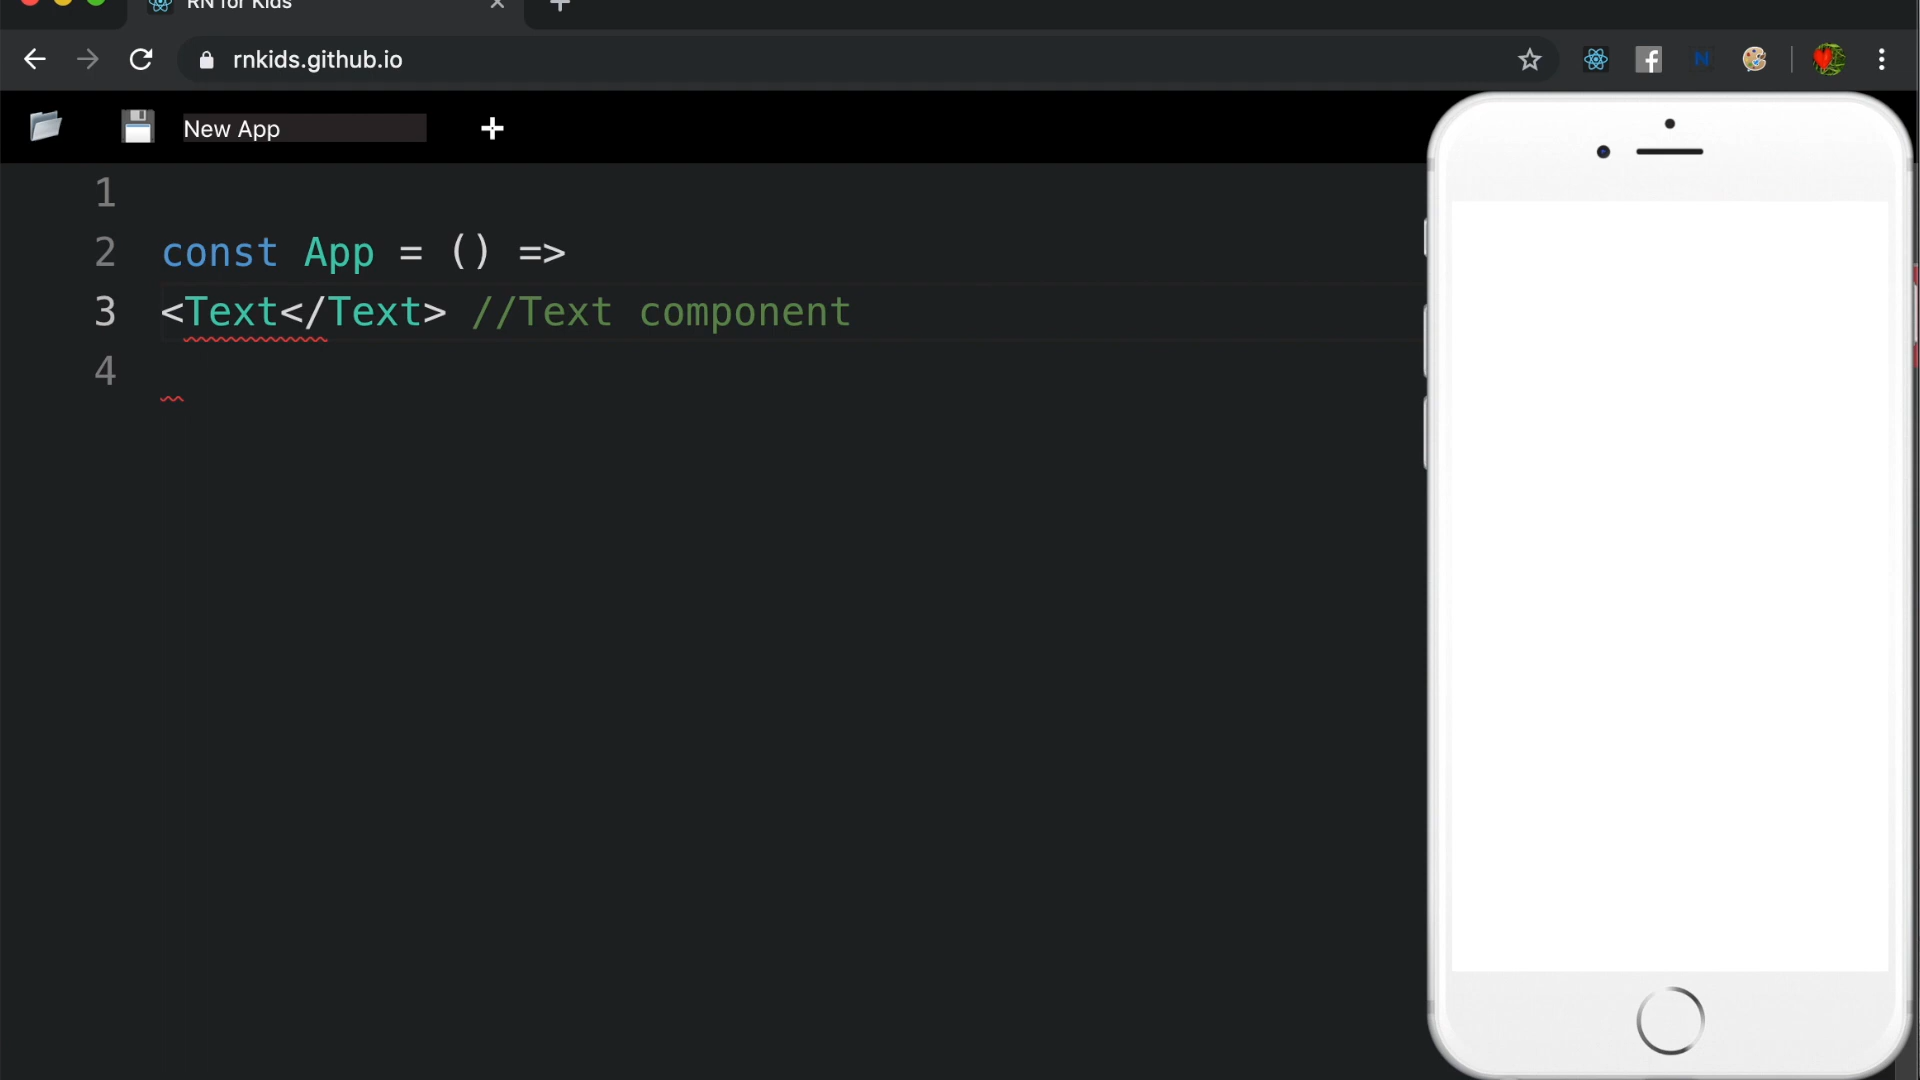 RN for Kids
rnkids.github.io
New App
1
2 const App = () =>
3 <Text</Text> //Text component
4